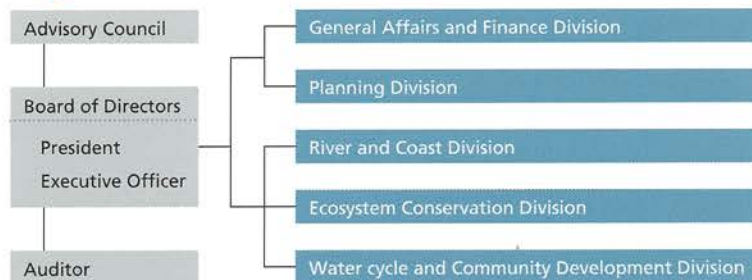 Advisory Council
Board of Directors
President
Executive Officer
Auditor
General Affairs and Finance Division
Planning Division
River and Coast Division
Ecosystem Conservation Division
Water cycle and Community Development Division